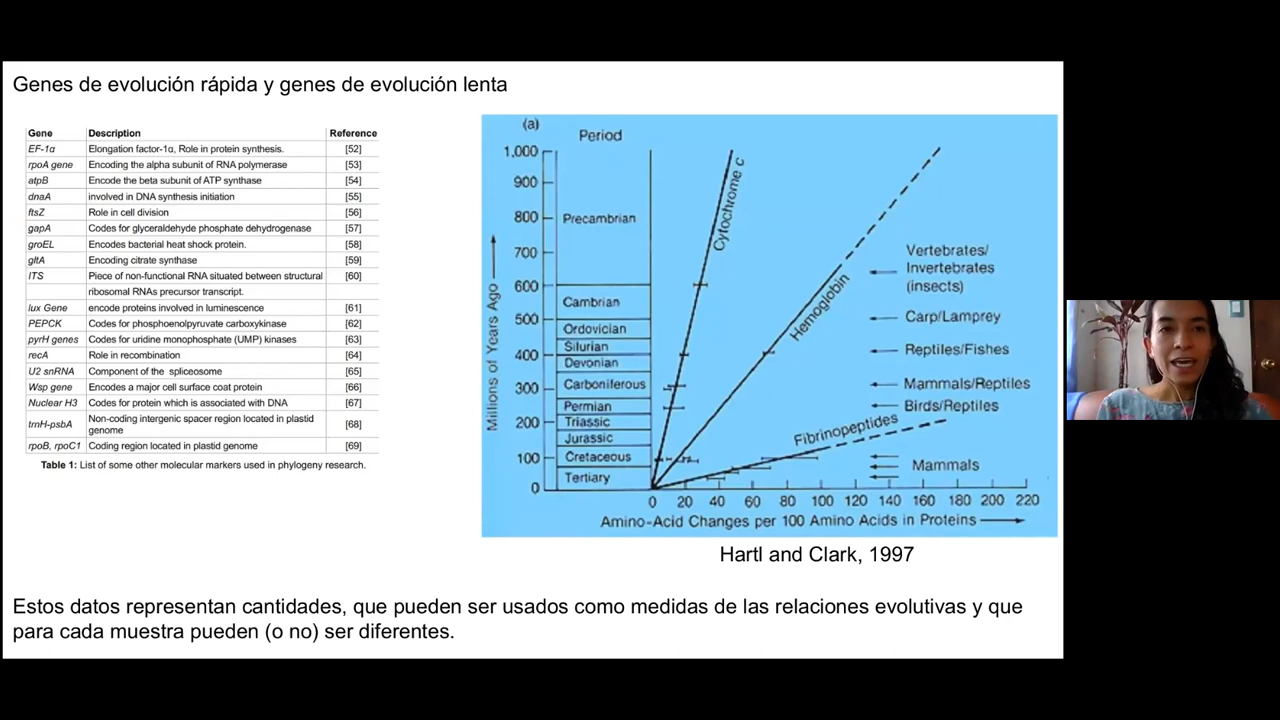 Genes de evolución rápida y genes de evolución lenta
Gene Description Reference
EF-1α Elongation factor-1α, Role in protein synthesis. [52]
rpoA gene Encoding the alpha subunit of RNA polymerase [53]
atpB Encode the beta subunit of ATP synthase [54]
dnaA involved in DNA synthesis initiation [55]
ftsZ Role in cell division [56]
gapA Codes for glyceraldehyde phosphate dehydrogenase [57]
groEL Encodes bacterial heat shock protein. [58]
gltA Encoding citrate synthase [59]
ITS Piece of non-functional RNA situated between structural [60]
ribosomal RNAs precursor transcript.
lux Gene encode proteins involved in luminescence [61]
PEPCK Codes for phosphoenolpyruvate carboxykinase [62]
pyrH genes Codes for uridine monophosphate (UMP) kinases [63]
recA Role in recombination [64]
U2 snRNA Component of the spliceosome [65]
Wsp gene Encodes a major cell surface coat protein [66]
Nuclear H3 Codes for protein which is associated with DNA [67]
trnH-psbA Non-coding intergenic spacer region located in plastid
genome [68]
rpoB, rpoC1 Coding region located in plastid genome [69]
Table 1: List of some other molecular markers used in phylogeny research.
(a)
Period
1,000
900
800
700
600
500
400
300
200
100
0
Millions of Years Ago
Precambrian
Cambrian
Ordovician
Silurian
Devonian
Carboniferous
Permian
Triassic
Jurassic
Cretaceous
Tertiary
Cytochrome c
Hemoglobin
Fibrinopeptides
Vertebrates/
Invertebrates
(insects)
Carp/Lamprey
Reptiles/Fishes
Mammals/Reptiles
Birds/Reptiles
Mammals
0 20 40 60 80 100 120 140 160 180 200 220
Amino-Acid Changes per 100 Amino Acids in Proteins
Hartl and Clark, 1997
Estos datos representan cantidades, que pueden ser usados como medidas de las relaciones evolutivas y que
para cada muestra pueden (o no) ser diferentes.